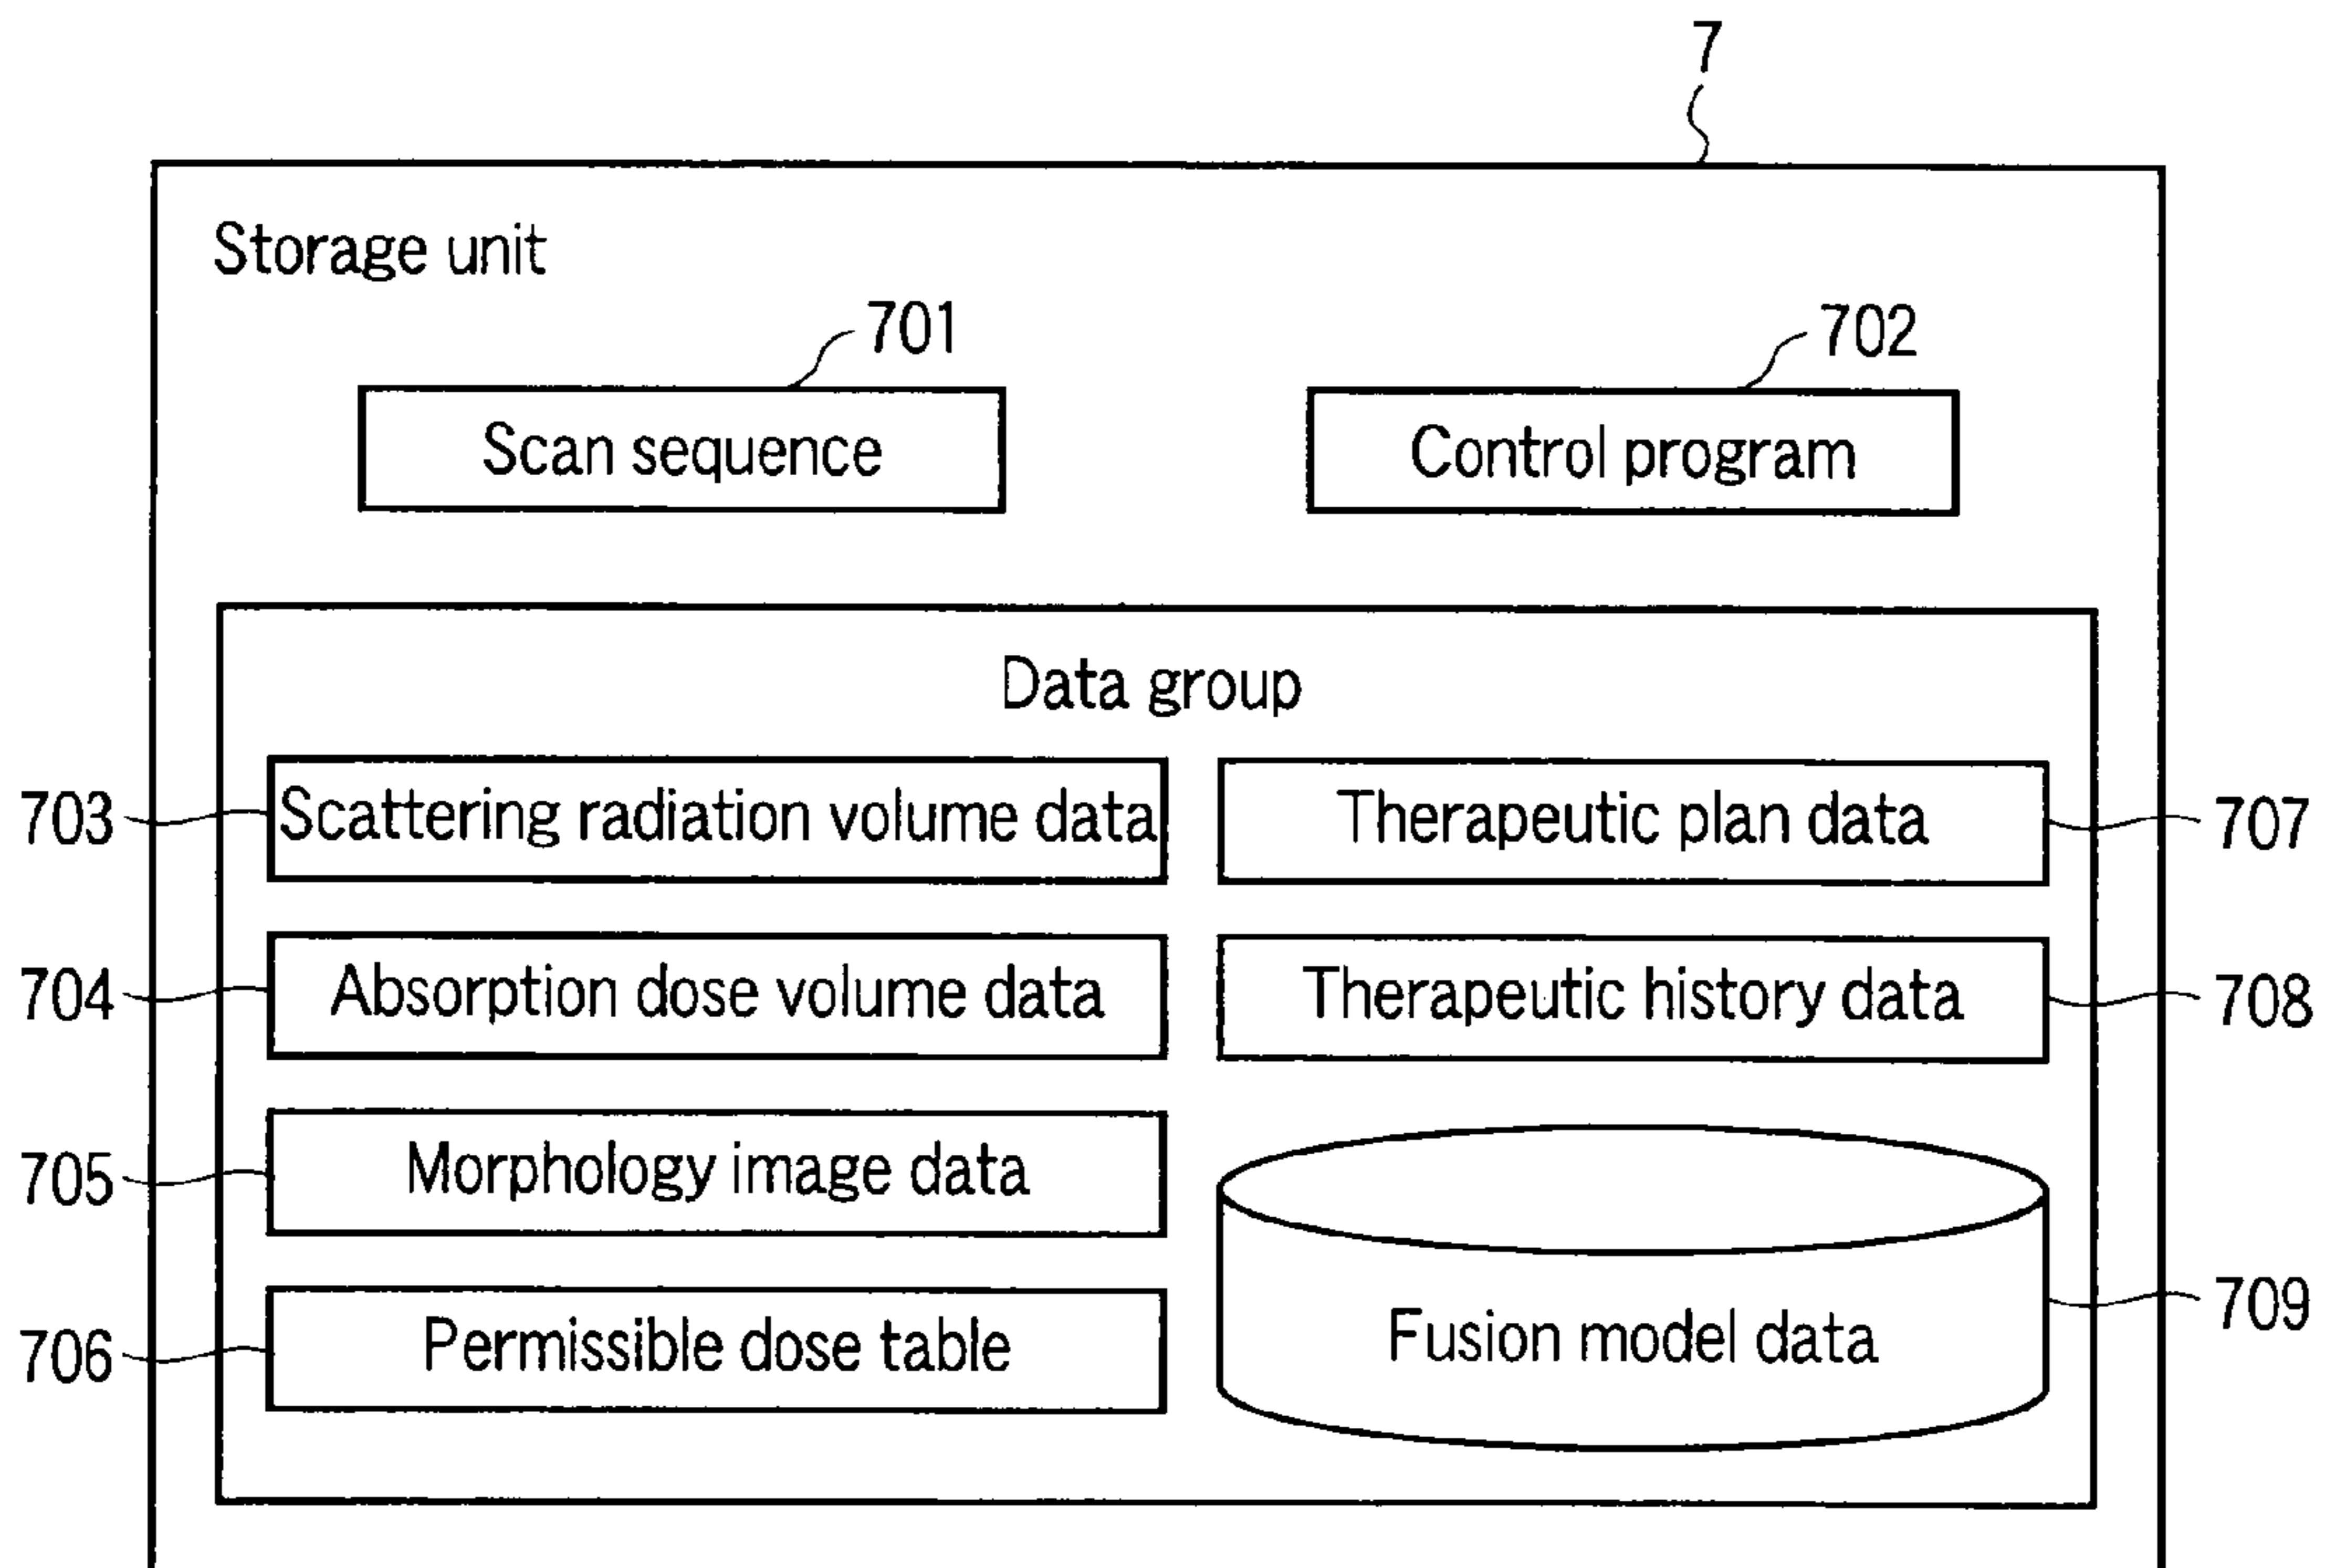 7
Storage unit
701
702
Scan sequence
Control program
Data group
703
Scattering radiation volume data
Therapeutic plan data
707
704
Absorption dose volume data
Therapeutic history data
708
705
Morphology image data
706
Permissible dose table
Fusion model data
709